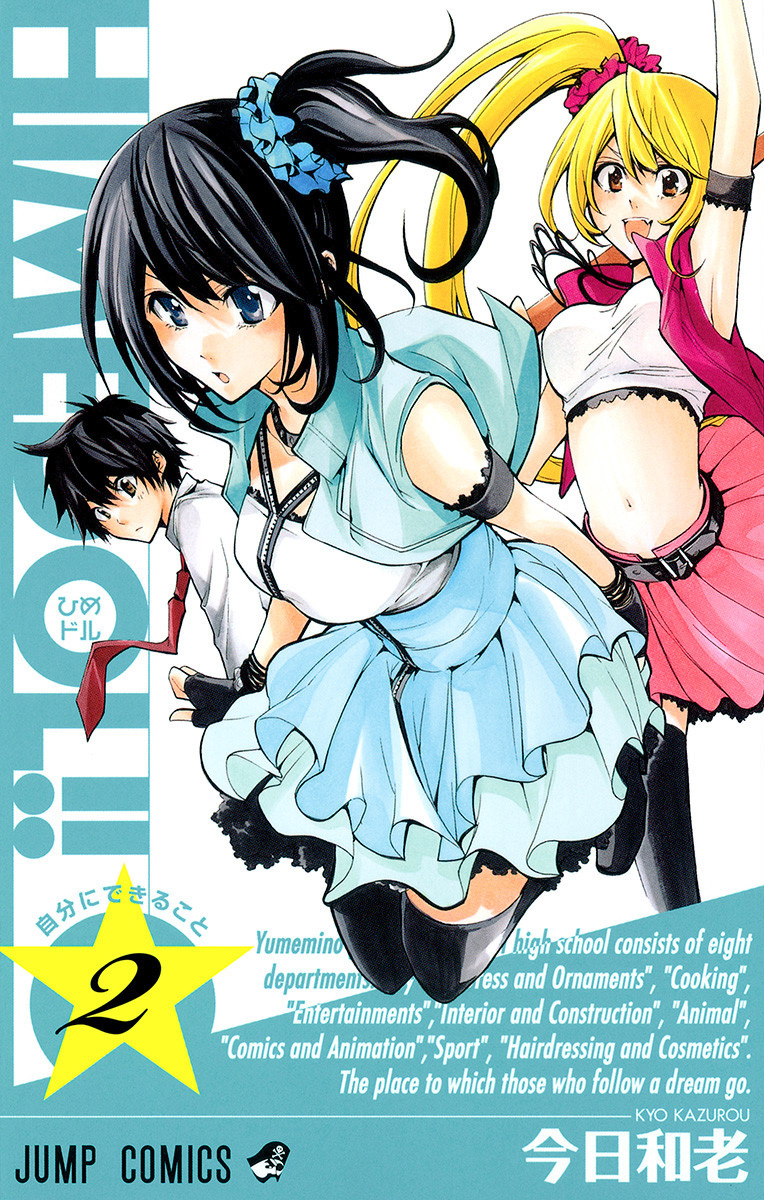 HIMEDOL!!
ひめ
ドル
自分にできること
2
Yumemino high school consists of eight
departments. and Ornaments", "Cooking",
"Entertainments","Interior and Construction", "Animal",
"Comics and Animation","Sport", "Hairdressing and Cosmetics".
The place to which those who follow a dream go.
KYO KAZUROU
今日和老
JUMP COMICS